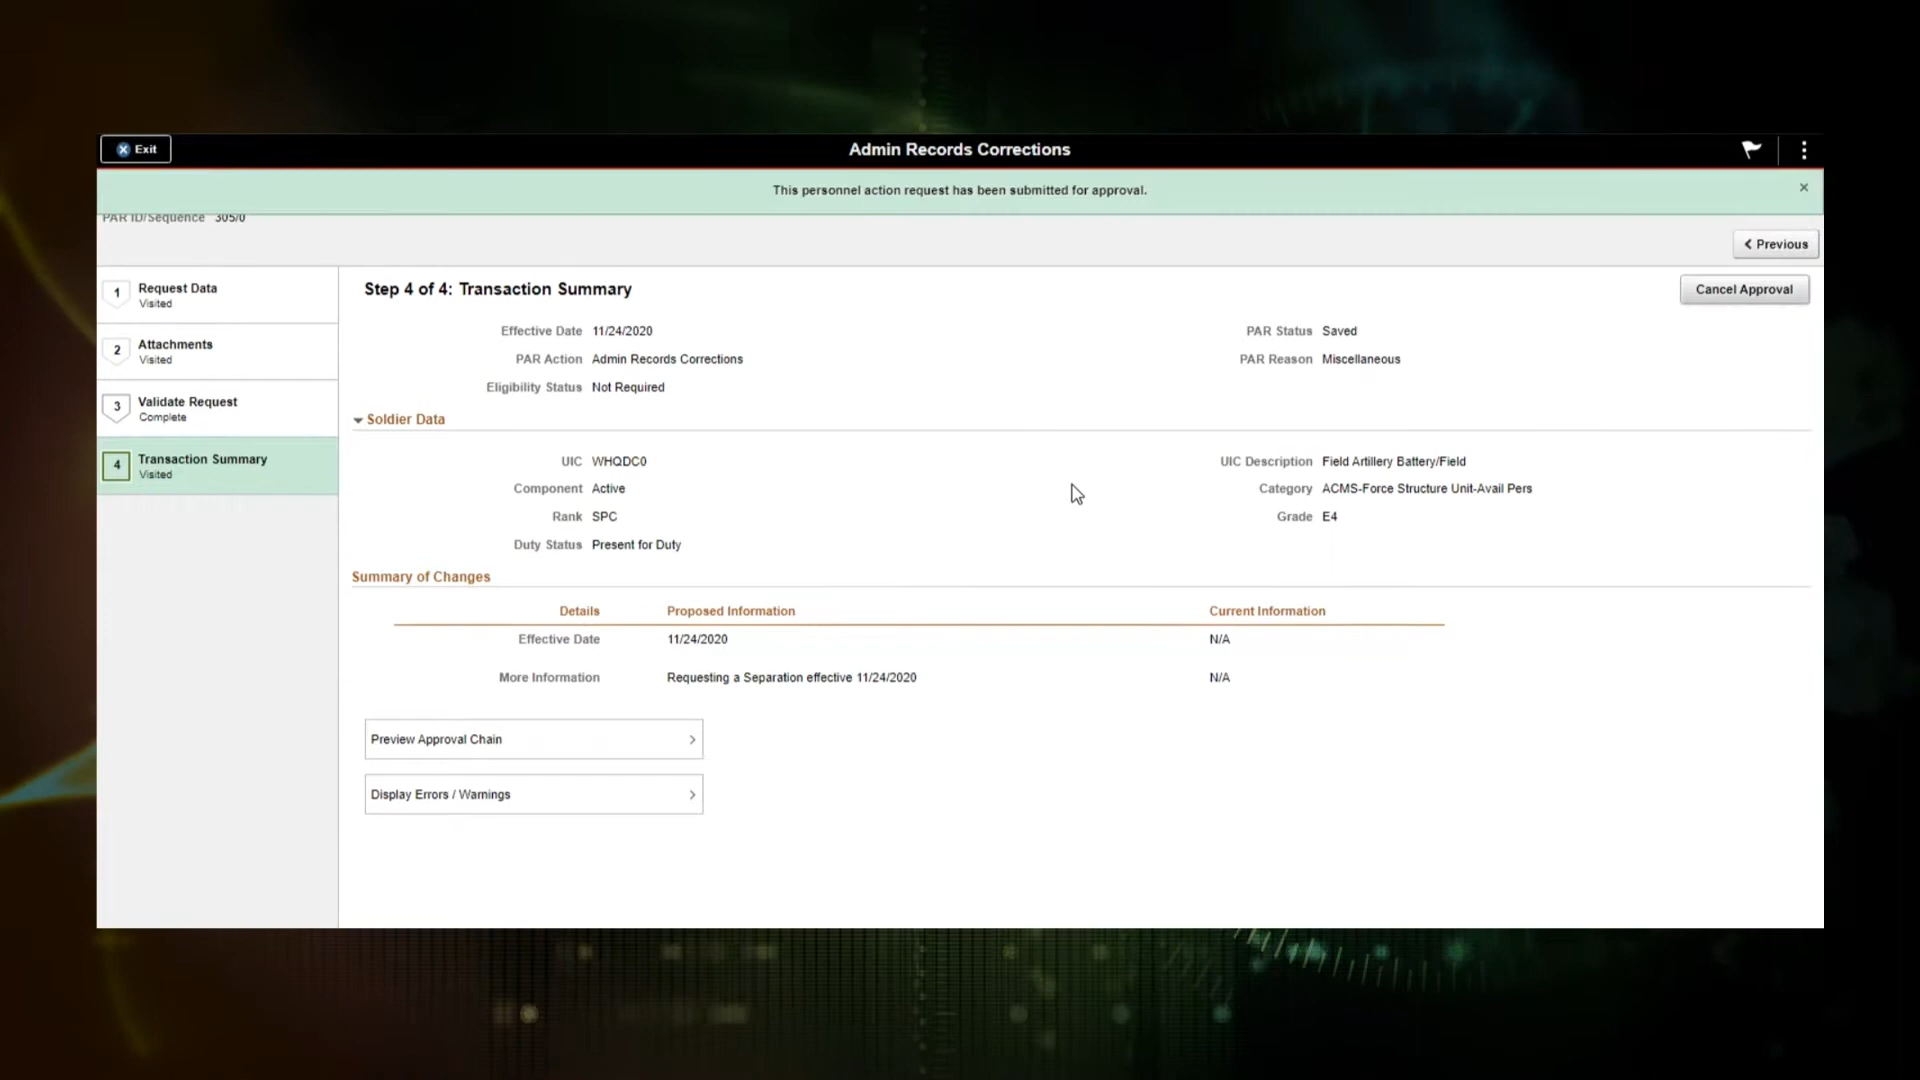 Exit
Admin Records Corrections
This personnel action request has been submitted for approval.
PAR ID/Sequence 305/0
Previous
1 Request Data
Visited
2 Attachments
Visited
3 Validate Request
Complete
4 Transaction Summary
Visited
Step 4 of 4: Transaction Summary
Cancel Approval
Effective Date 11/24/2020 PAR Status Saved
PAR Action Admin Records Corrections PAR Reason Miscellaneous
Eligibility Status Not Required
Soldier Data
UIC WHQDC0 UIC Description Field Artillery Battery/Field
Component Active Category ACMS-Force Structure Unit-Avail Pers
Rank SPC Grade E4
Duty Status Present for Duty
Summary of Changes
Details Proposed Information Current Information
Effective Date 11/24/2020 N/A
More Information Requesting a Separation effective 11/24/2020 N/A
Preview Approval Chain
Display Errors / Warnings